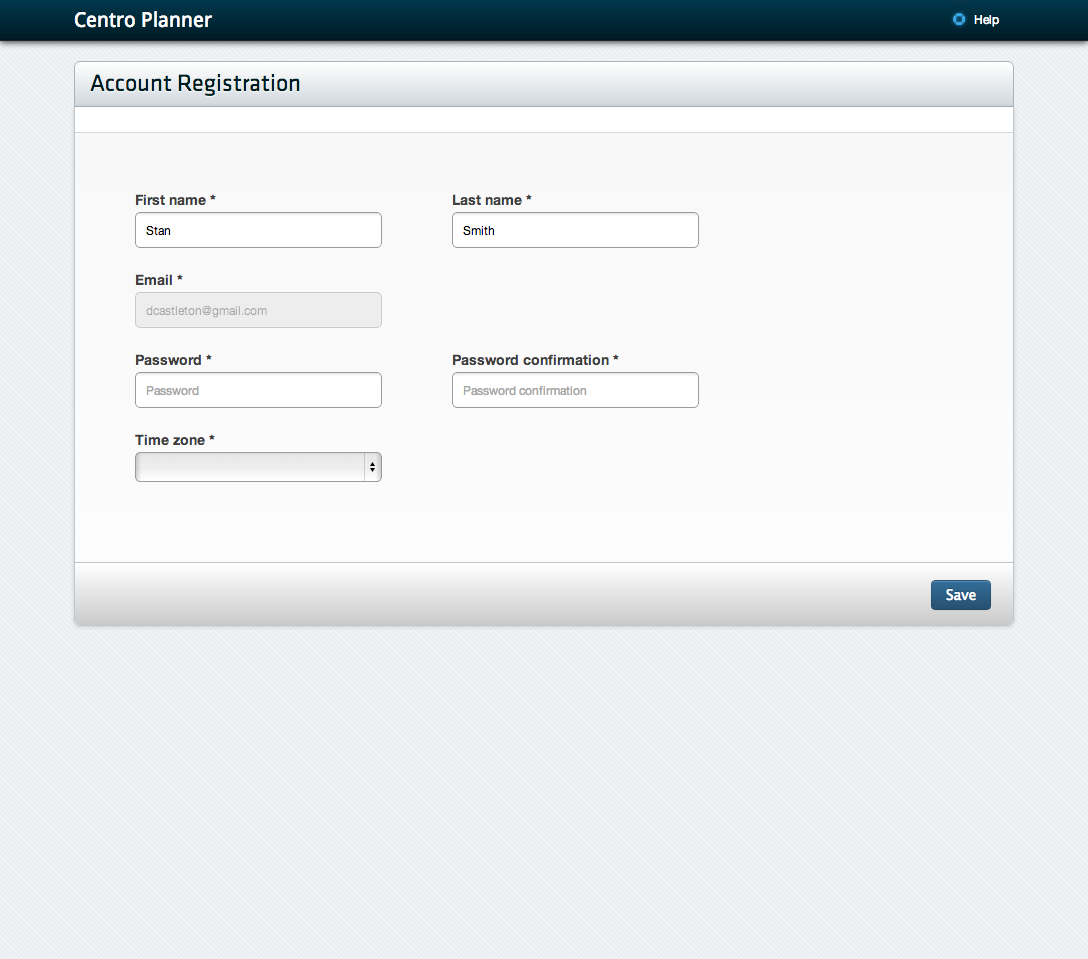 Centro Planner Help
Account Registration
First name * Last name *
Stan Smith
Email *
dcastleton@gmail.com
Password * Password confirmation *
Password Password confirmation
Time zone *
Save